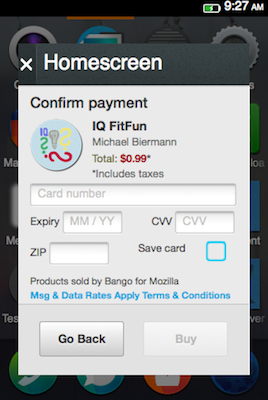 9:27 AM
× Homescreen
Confirm payment
IQ FitFun
Michael Biermann
Total: $0.99*
*Includes taxes
Card number
Expiry MM / YY CVV CVV
ZIP Save card
Products sold by Bango for Mozilla
Msg & Data Rates Apply Terms & Conditions
Go Back Buy